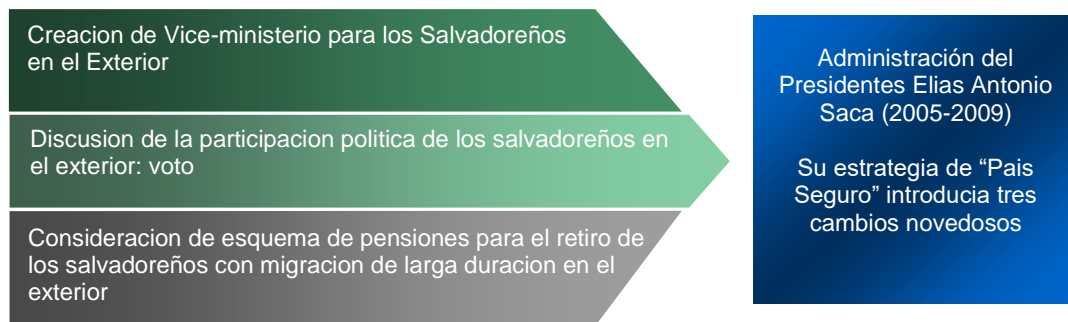 Creacion de Vice-ministerio para los Salvadoreños
en el Exterior
Discusion de la participacion politica de los salvadoreños en
el exterior: voto
Consideracion de esquema de pensiones para el retiro de
los salvadoreños con migracion de larga duracion en el
exterior
Administración del
Presidentes Elias Antonio
Saca (2005-2009)
Su estrategia de “Pais
Seguro” introducia tres
cambios novedosos